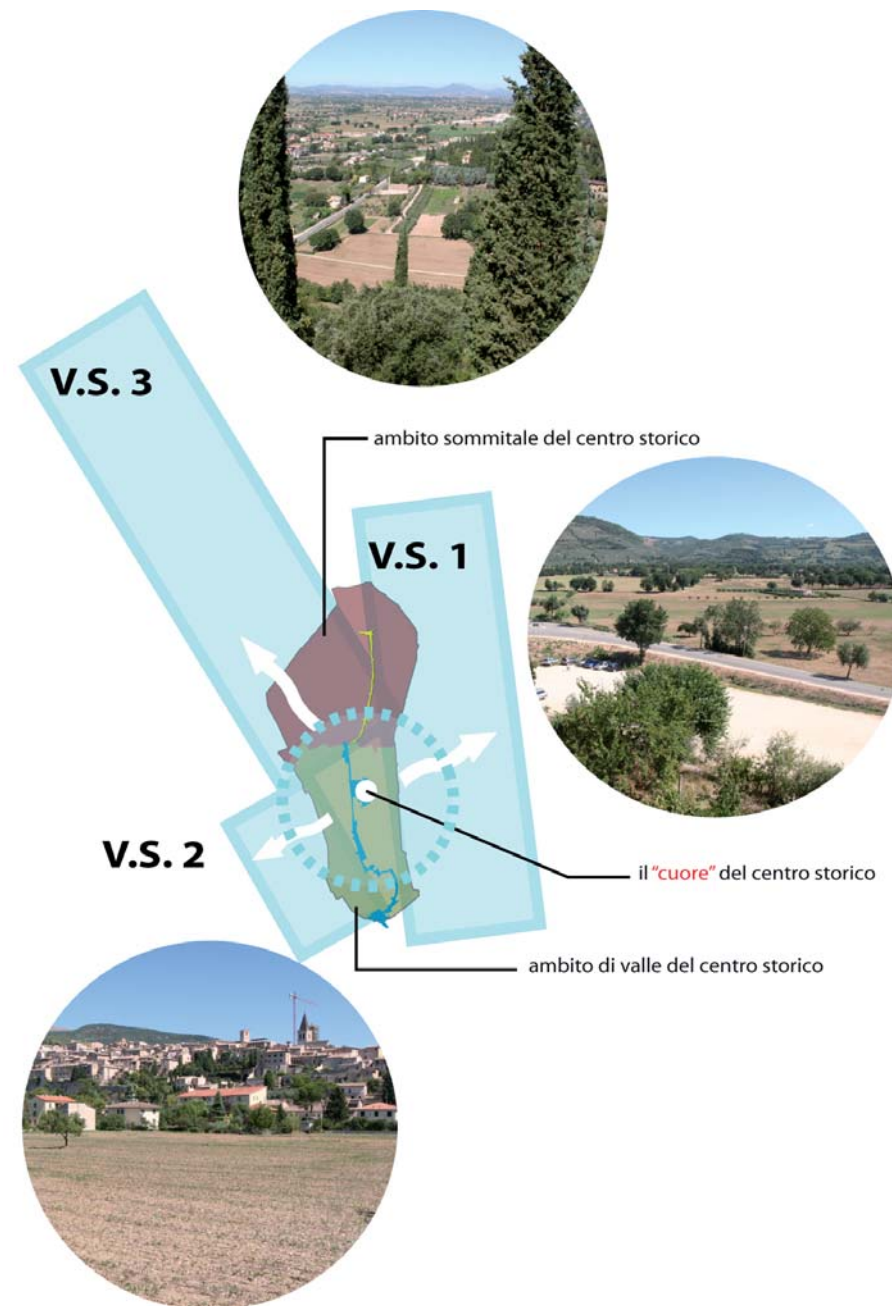 V.S. 3
ambito sommitale del centro storico
V.S. 1
V.S. 2
il “cuore” del centro storico
ambito di valle del centro storico